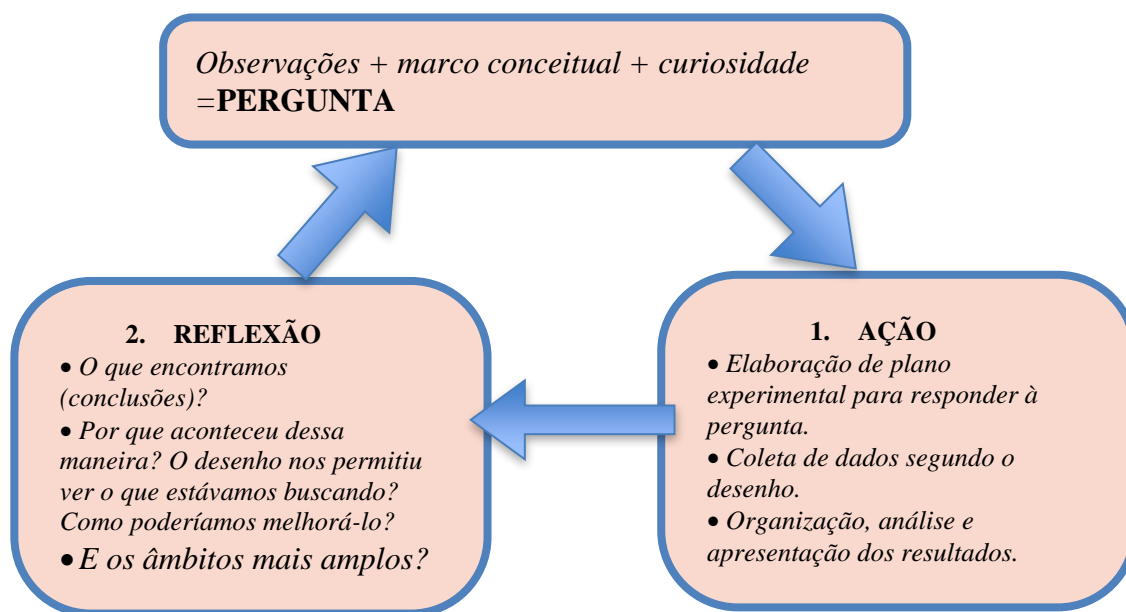 Observações + marco conceitual + curiosidade
=PERGUNTA
2. REFLEXÃO
• O que encontramos
(conclusões)?
• Por que aconteceu dessa
maneira? O desenho nos permitiu
ver o que estávamos buscando?
Como poderíamos melhorá-lo?
• E os âmbitos mais amplos?
1. AÇÃO
• Elaboração de plano
experimental para responder à
pergunta.
• Coleta de dados segundo o
desenho.
• Organização, análise e
apresentação dos resultados.